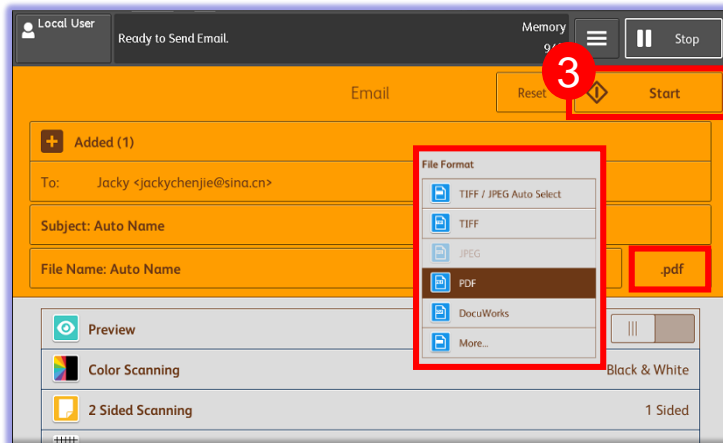 Local User
Ready to Send Email.
Memory
Stop
3
Email
Reset
Start
Added (1)
To: Jacky <jackychenjie@sina.cn>
Subject: Auto Name
File Name: Auto Name
.pdf
File Format
TIFF / JPEG Auto Select
TIFF
JPEG
PDF
DocuWorks
More...
Preview
Color Scanning
Black & White
2 Sided Scanning
1 Sided